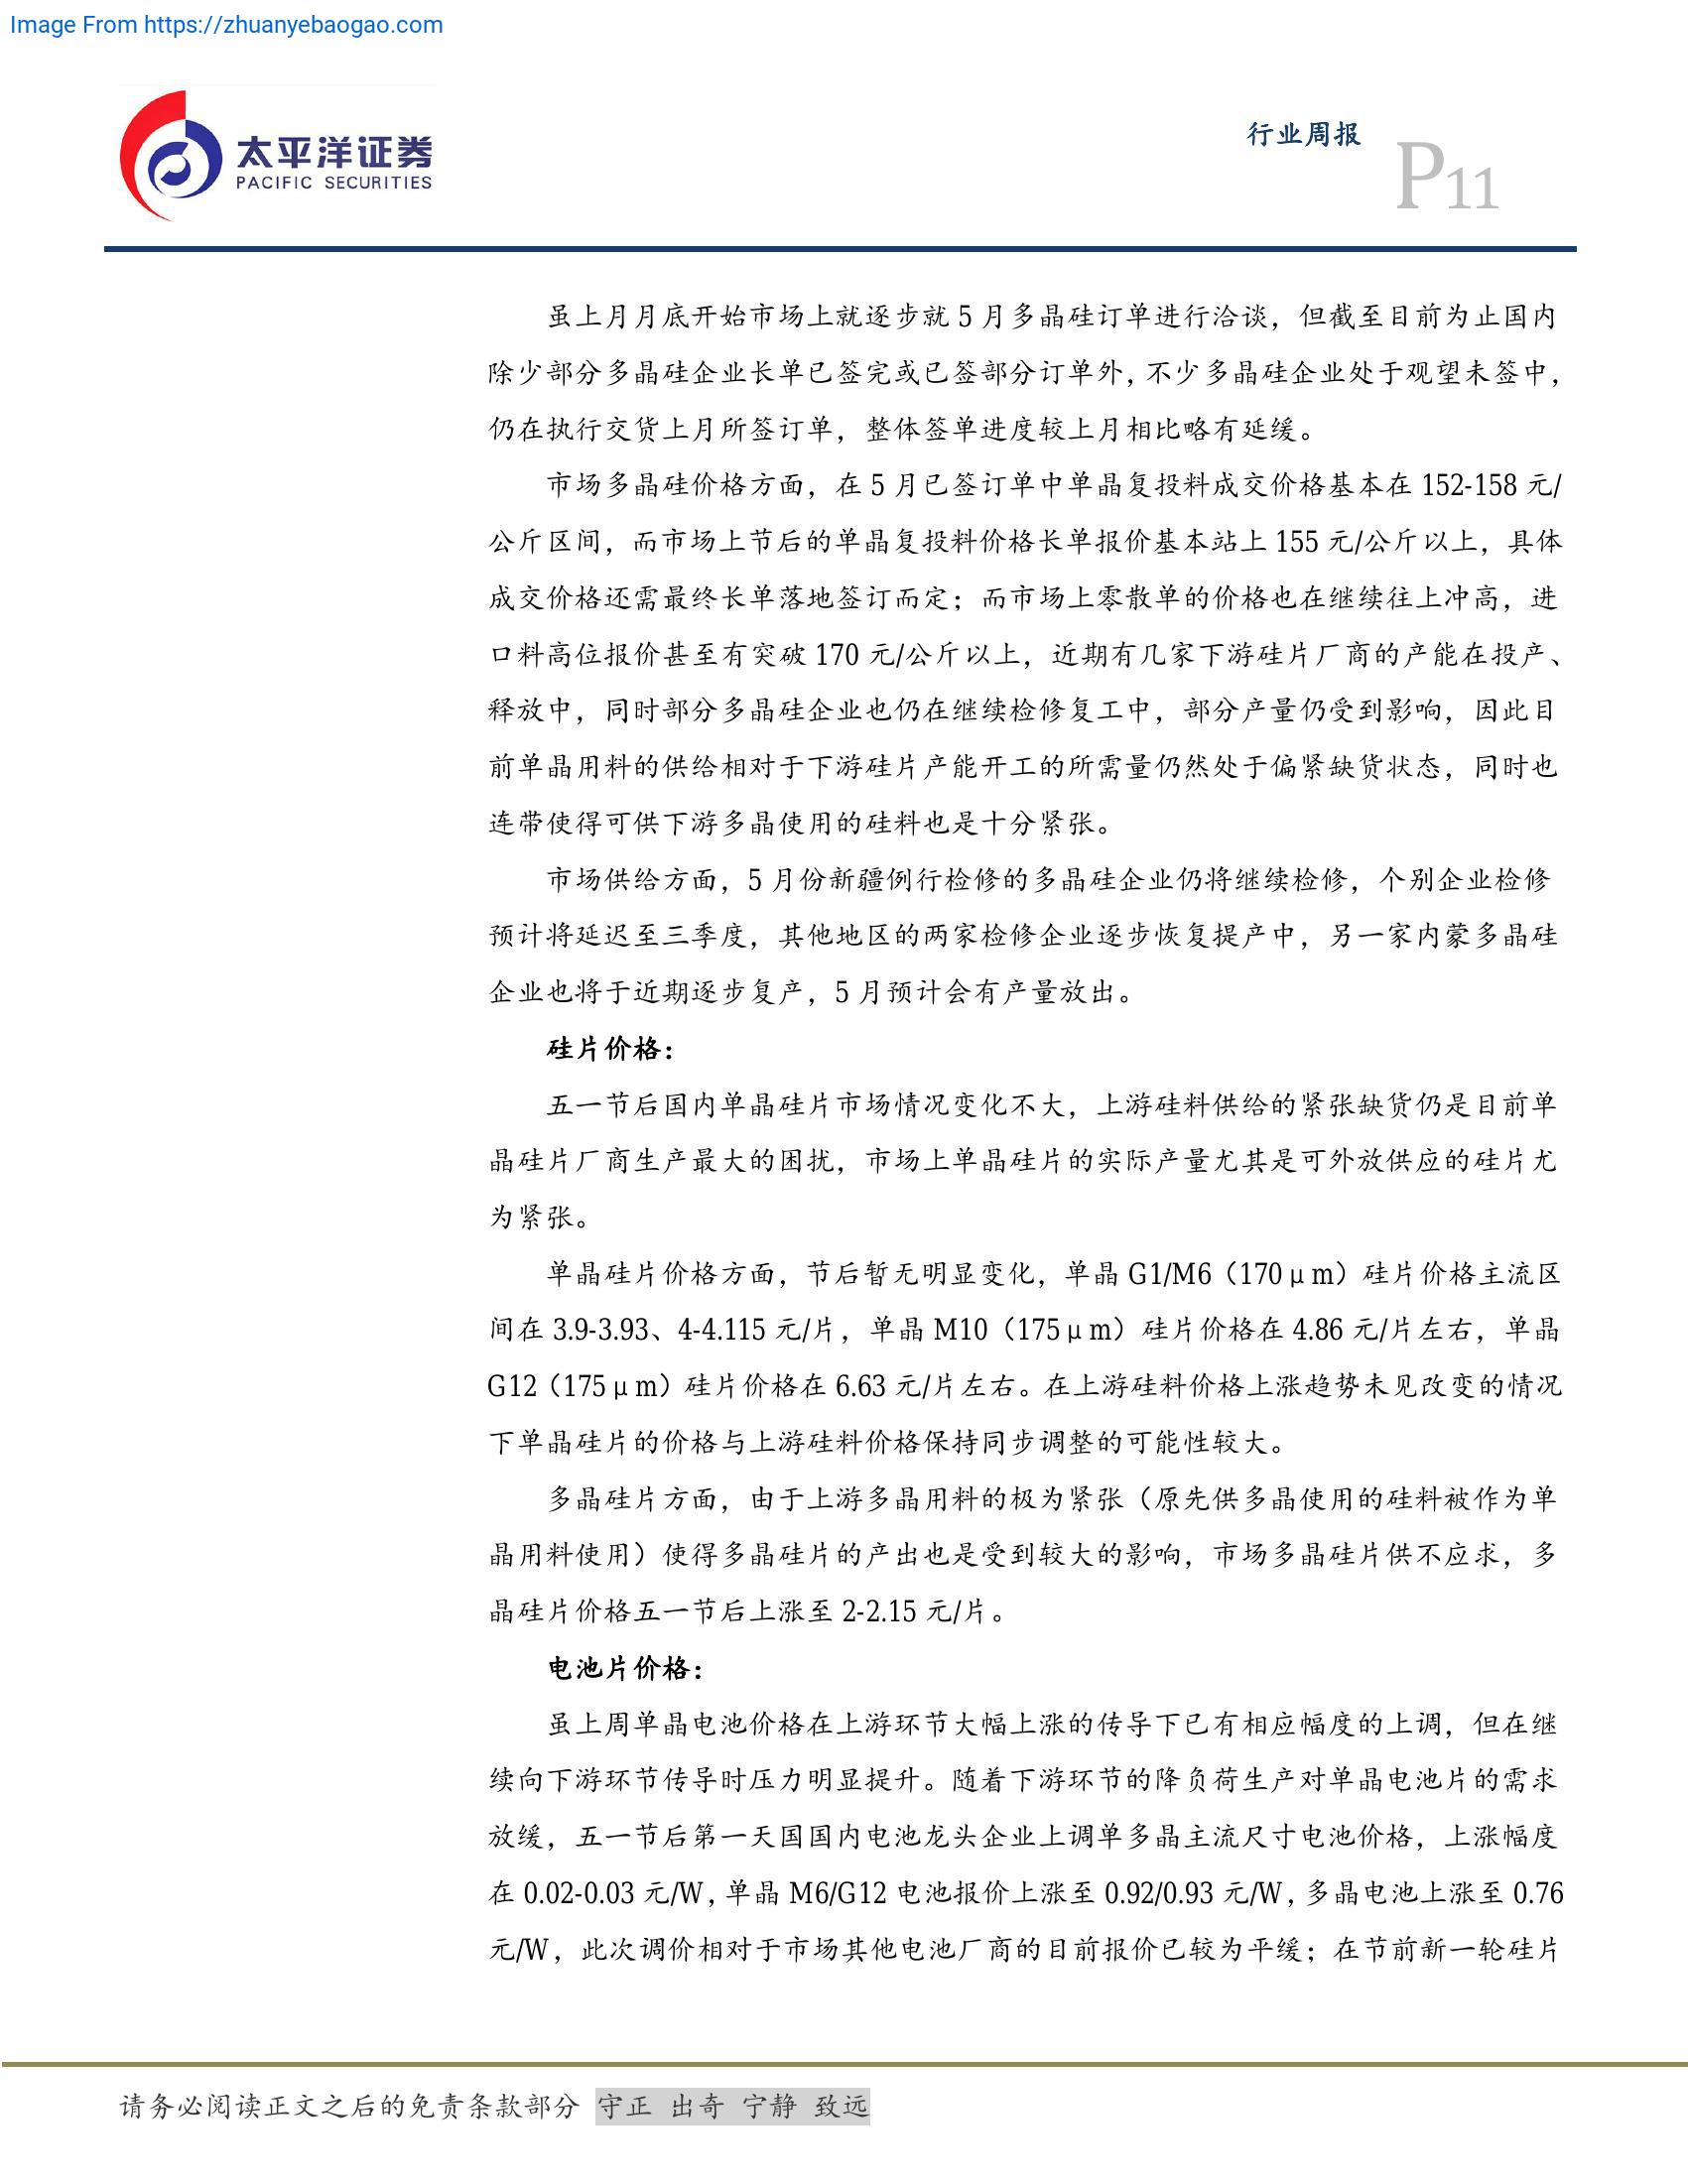 Image From https://zhuanyebaogao.com
太平洋证券
PACIFIC SECURITIES
行业周报
P11
虽上月月底开始市场上就逐步就 5 月多晶硅订单进行洽谈，但截至目前为止国内
除少部分多晶硅企业长单已签完或已签部分订单外，不少多晶硅企业处于观望未签中，
仍在执行交货上月所签订单，整体签单进度较上月相比略有延缓。
市场多晶硅价格方面，在 5 月已签订单中单晶复投料成交价格基本在 152-158 元/
公斤区间，而市场上节后的单晶复投料价格长单报价基本站上 155 元/公斤以上，具体
成交价格还需最终长单落地签订而定；而市场上零散单的价格也在继续往上冲高，进
口料高位报价甚至有突破 170 元/公斤以上，近期有几家下游硅片厂商的产能在投产、
释放中，同时部分多晶硅企业也仍在继续检修复工中，部分产量仍受到影响，因此目
前单晶用料的供给相对于下游硅片产能开工的所需量仍然处于偏紧缺货状态，同时也
连带使得可供下游多晶使用的硅料也是十分紧张。
市场供给方面，5 月份新疆例行检修的多晶硅企业仍将继续检修，个别企业检修
预计将延迟至三季度，其他地区的两家检修企业逐步恢复提产中，另一家内蒙多晶硅
企业也将于近期逐步复产，5 月预计会有产量放出。
硅片价格：
五一节后国内单晶硅片市场情况变化不大，上游硅料供给的紧张缺货仍是目前单
晶硅片厂商生产最大的困扰，市场上单晶硅片的实际产量尤其是可外放供应的硅片尤
为紧张。
单晶硅片价格方面，节后暂无明显变化，单晶 G1/M6（170μm）硅片价格主流区
间在 3.9-3.93、4-4.115 元/片，单晶 M10（175μm）硅片价格在 4.86 元/片左右，单晶
G12（175μm）硅片价格在 6.63 元/片左右。在上游硅料价格上涨趋势未见改变的情况
下单晶硅片的价格与上游硅料价格保持同步调整的可能性较大。
多晶硅片方面，由于上游多晶用料的极为紧张（原先供多晶使用的硅料被作为单
晶用料使用）使得多晶硅片的产出也是受到较大的影响，市场多晶硅片供不应求，多
晶硅片价格五一节后上涨至 2-2.15 元/片。
电池片价格：
虽上周单晶电池价格在上游环节大幅上涨的传导下已有相应幅度的上调，但在继
续向下游环节传导时压力明显提升。随着下游环节的降负荷生产对单晶电池片的需求
放缓，五一节后第一天国国内电池龙头企业上调单多晶主流尺寸电池价格，上涨幅度
在 0.02-0.03 元/W，单晶 M6/G12 电池报价上涨至 0.92/0.93 元/W，多晶电池上涨至 0.76
元/W，此次调价相对于市场其他电池厂商的目前报价已较为平缓；在节前新一轮硅片
请务必阅读正文之后的免责条款部分 守正 出奇 宁静 致远